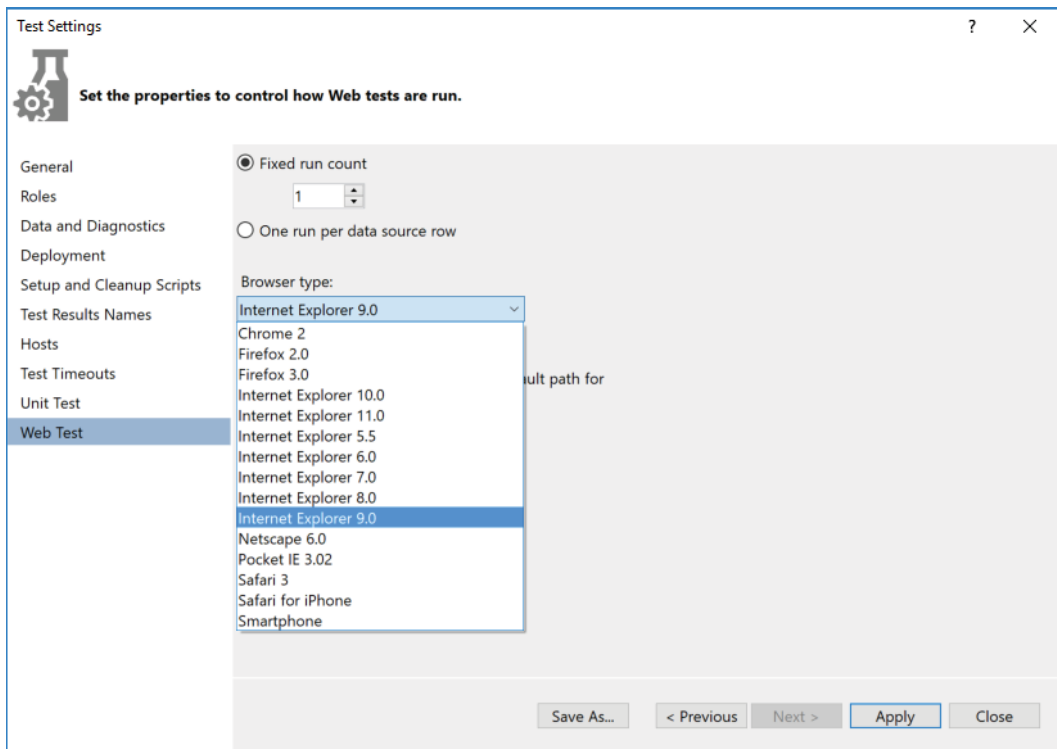 Test Settings
?
Set the properties to control how Web tests are run.
General
Roles
Data and Diagnostics
Deployment
Setup and Cleanup Scripts
Test Results Names
Hosts
Test Timeouts
Unit Test
Web Test
Fixed run count
1
One run per data source row
Browser type:
Internet Explorer 9.0
Chrome 2
Firefox 2.0
Firefox 3.0
path for
Internet Explorer 10.0
Internet Explorer 11.0
Internet Explorer 5.5
Internet Explorer 6.0
Internet Explorer 7.0
Internet Explorer 8.0
Internet Explorer 9.0
Netscape 6.0
Pocket IE 3.02
Safari 3
Safari for iPhone
Smartphone
Save As... < Previous Next > Apply Close